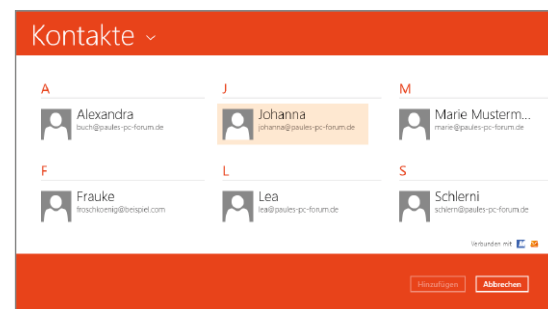 Kontakte
A
Alexandra
buch@paules-pc-forum.de
J
Johanna
johanna@paules-pc-forum.de
M
Marie Musterm...
marie@paules-pc-forum.de
F
Frauke
froschkoenig@beispiel.com
L
Lea
lea@paules-pc-forum.de
S
Schlerni
schlern@paules-pc-forum.de
Verbunden mit
Hinzufügen
Abbrechen